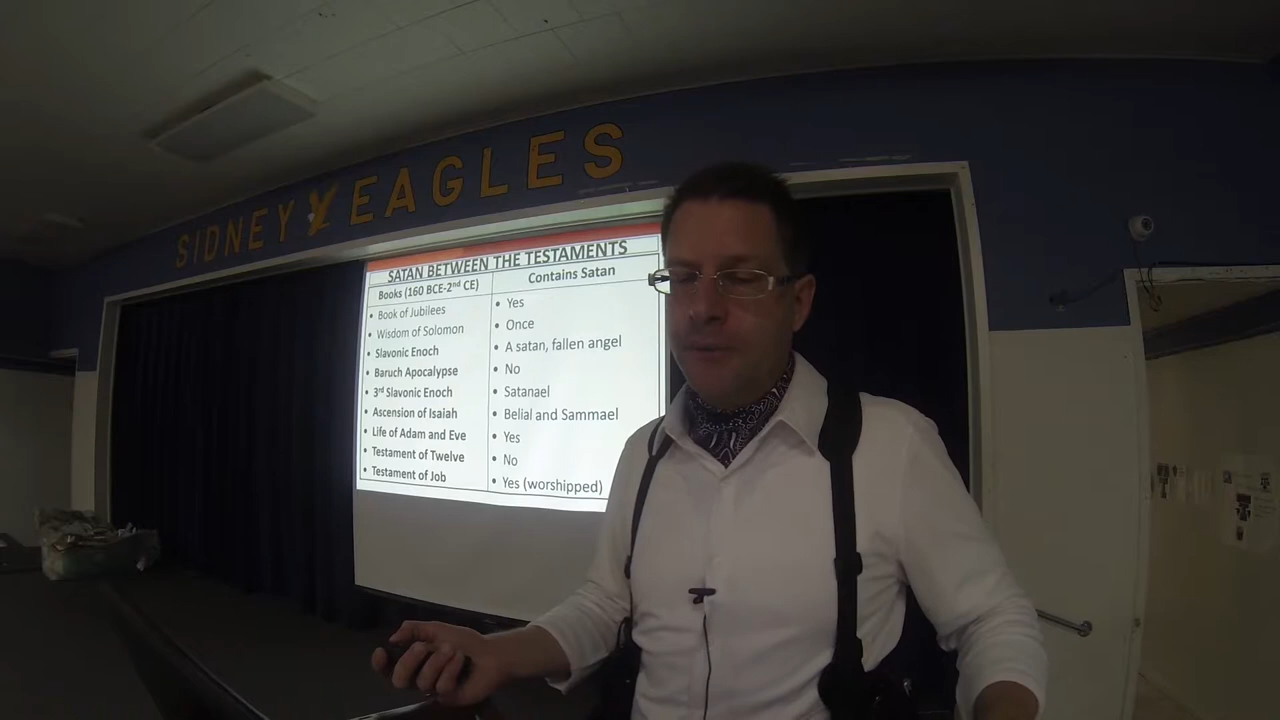 SIDNEY EAGLES
SATAN BETWEEN THE TESTAMENTS
Books (160 BCE-2nd CE) Contains Satan
• Book of Jubilees • Yes
• Wisdom of Solomon • Once
• Slavonic Enoch • A satan, fallen angel
• Baruch Apocalypse • No
• 3rd Slavonic Enoch • Satanael
• Ascension of Isaiah • Belial and Sammael
• Life of Adam and Eve • Yes
• Testament of Twelve • No
• Testament of Job • Yes (worshipped)